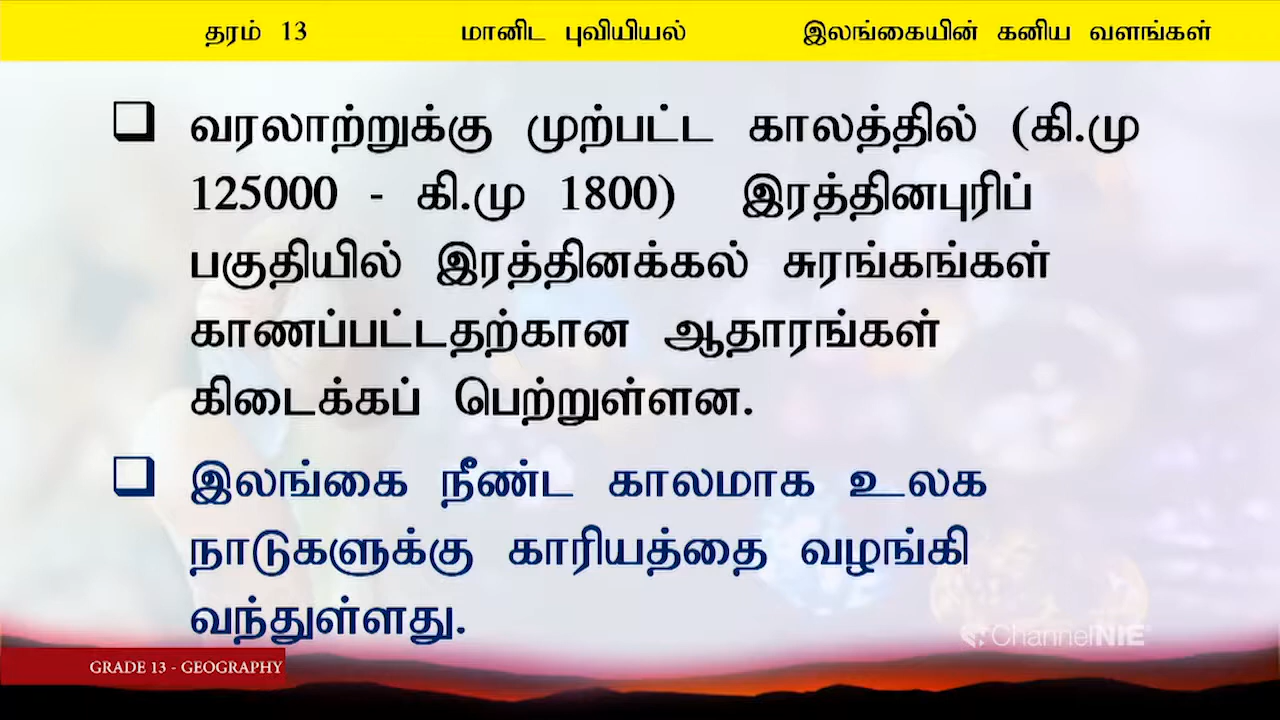 தரம் 13 மானிட புவியியல் இலங்கையின் கனிய வளங்கள்
❑ வரலாற்றுக்கு முற்பட்ட காலத்தில் (கி.மு
125000 - கி.மு 1800) இரத்தினபுரிப்
பகுதியில் இரத்தினக்கல் சுரங்கங்கள்
காணப்பட்டதற்கான ஆதாரங்கள்
கிடைக்கப் பெற்றுள்ளன.
❑ இலங்கை நீண்ட காலமாக உலக
நாடுகளுக்கு காரியத்தை வழங்கி
வந்துள்ளது.
ChannelNIE
GRADE 13 - GEOGRAPHY